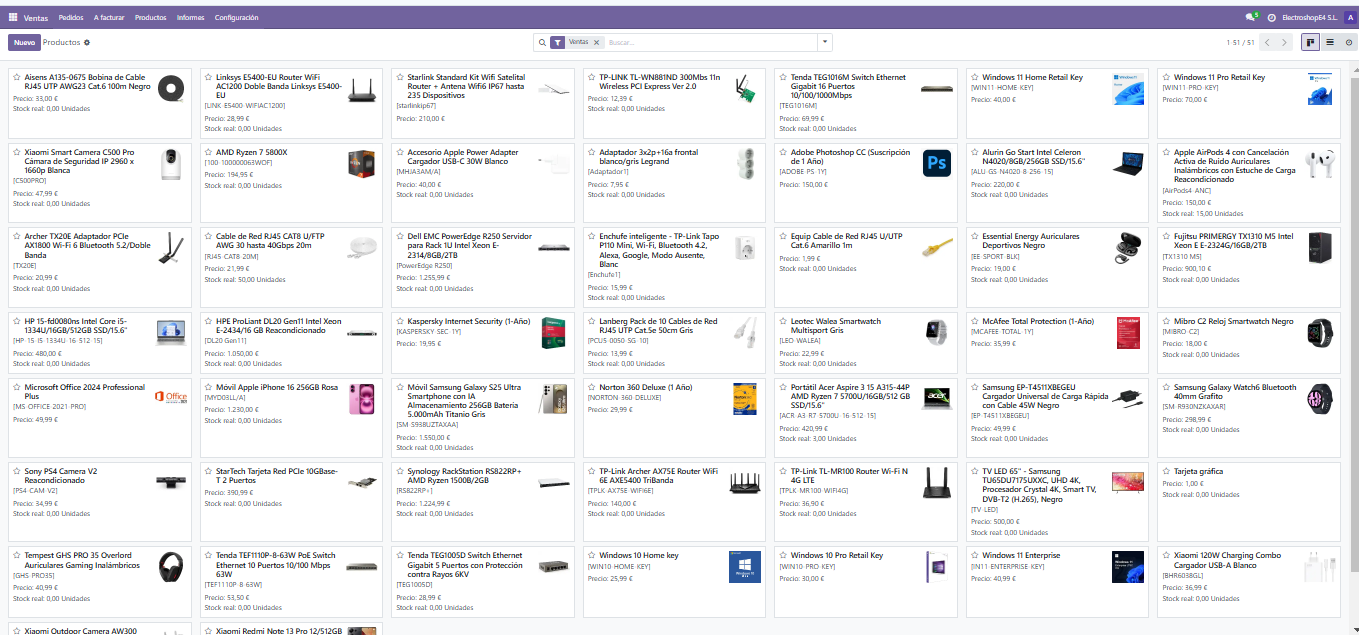 Ventas Pedidos A facturar Productos Informes Configuración 5 ElectroshopE4 S.L. A
Nuevo Productos Ventas Buscar... 1-51 / 51
Aisens A135-0675 Bobina de Cable
RJ45 UTP AWG23 Cat.6 100m Negro
Precio: 33,00 €
Stock real: 0,00 Unidades
Linksys E5400-EU Router WiFi
AC1200 Doble Banda Linksys E5400-
EU
[LINK-E5400-WIFIAC1200]
Precio: 28,99 €
Stock real: 0,00 Unidades
Starlink Standard Kit Wifi Satelital
Router + Antena Wifi6 IP67 hasta
235 Dispositivos
[starlinkip67]
Precio: 210,00 €
TP-LINK TL-WN881ND 300Mbs 11n
Wireless PCI Express Ver 2.0
Precio: 12,39 €
Stock real: 0,00 Unidades
Tenda TEG1016M Switch Ethernet
Gigabit 16 Puertos
10/100/1000Mbps
[TEG1016M]
Precio: 69,99 €
Stock real: 0,00 Unidades
Windows 11 Home Retail Key
[WIN11-HOME-KEY]
Precio: 40,00 €
Windows 11 Pro Retail Key
[WIN11-PRO-KEY]
Precio: 70,00 €
Xiaomi Smart Camera C500 Pro
Cámara de Seguridad IP 2960 x
1660p Blanca
[C500PRO]
Precio: 47,99 €
Stock real: 0,00 Unidades
AMD Ryzen 7 5800X
[100-100000063WOF]
Precio: 194,95 €
Stock real: 0,00 Unidades
Accesorio Apple Power Adapter
Cargador USB-C 30W Blanco
[MHJA3AM/A]
Precio: 40,00 €
Stock real: 0,00 Unidades
Adaptador 3x2p+16a frontal
blanco/gris Legrand
[Adaptador1]
Precio: 7,95 €
Stock real: 0,00 Unidades
Adobe Photoshop CC (Suscripción
de 1 Año)
[ADOBE-PS-1Y]
Precio: 150,00 €
Ps
Alurin Go Start Intel Celeron
N4020/8GB/256GB SSD/15.6"
[ALU-GS-N4020-8-256-15]
Precio: 220,00 €
Stock real: 0,00 Unidades
Apple AirPods 4 con Cancelación
Activa de Ruido Auriculares
Inalámbricos con Estuche de Carga
Reacondicionado
[AirPods4-ANC]
Precio: 150,00 €
Stock real: 15,00 Unidades
Archer TX20E Adaptador PCIe
AX1800 Wi-Fi 6 Bluetooth 5.2/Doble
Banda
[TX20E]
Precio: 20,99 €
Stock real: 0,00 Unidades
Cable de Red RJ45 CAT8 U/FTP
AWG 30 hasta 40Gbps 20m
[RJ45-CAT8-20M]
Precio: 21,99 €
Stock real: 50,00 Unidades
Dell EMC PowerEdge R250 Servidor
para Rack 1U Intel Xeon E-
2314/8GB/2TB
[PowerEdge R250]
Precio: 1.255,99 €
Stock real: 0,00 Unidades
Enchufe inteligente - TP-Link Tapo
P110 Mini, Wi-Fi, Bluetooth 4.2,
Alexa, Google, Modo Ausente,
Blanc
[Enchufe1]
Precio: 15,99 €
Stock real: 0,00 Unidades
Equip Cable de Red RJ45 U/UTP
Cat.6 Amarillo 1m
Precio: 1,99 €
Stock real: 0,00 Unidades
Essential Energy Auriculares
Deportivos Negro
[EE-SPORT-BLK]
Precio: 19,00 €
Stock real: 0,00 Unidades
Fujitsu PRIMERGY TX1310 M5 Intel
Xeon E E-2324G/16GB/2TB
[TX1310 M5]
Precio: 900,10 €
Stock real: 0,00 Unidades
HP 15-fd0080ns Intel Core i5-
1334U/16GB/512GB SSD/15.6"
[HP-15-I5-1334U-16-512-15]
Precio: 480,00 €
Stock real: 0,00 Unidades
HPE ProLiant DL20 Gen11 Intel Xeon
E-2434/16 GB Reacondicionado
[DL20 Gen11]
Precio: 1.050,00 €
Stock real: 0,00 Unidades
Kaspersky Internet Security (1-Año)
[KASPERSKY-SEC-1Y]
Precio: 19,95 €
Lanberg Pack de 10 Cables de Red
RJ45 UTP Cat.5e 50cm Gris
[PCU5-0050-SG-10]
Precio: 13,99 €
Stock real: 0,00 Unidades
Leotec Walea Smartwatch
Multisport Gris
[LEO-WALEA]
Precio: 22,99 €
Stock real: 0,00 Unidades
McAfee Total Protection (1-Año)
[MCAFEE-TOTAL-1Y]
Precio: 35,99 €
Mibro C2 Reloj Smartwatch Negro
[MIBRO-C2]
Precio: 18,00 €
Stock real: 0,00 Unidades
Microsoft Office 2024 Professional
Plus
[MS-OFFICE-2021-PRO]
Precio: 49,99 €
Office
Móvil Apple iPhone 16 256GB Rosa
[MYD03LL/A]
Precio: 1.230,00 €
Stock real: 0,00 Unidades
Móvil Samsung Galaxy S25 Ultra
Smartphone con IA
Almacenamiento 256GB Batería
5.000mAh Titanio Gris
[SM-S938UZTAXAA]
Precio: 1.550,00 €
Stock real: 0,00 Unidades
Norton 360 Deluxe (1 Año)
[NORTON-360-DELUXE]
Precio: 29,99 €
Portátil Acer Aspire 3 15 A315-44P
AMD Ryzen 7 5700U/16GB/512 GB
SSD/15.6"
[ACR-A3-R7-5700U-16-512-15]
Precio: 420,99 €
Stock real: 3,00 Unidades
acer
Samsung EP-T4511XBEGEU
Cargador Universal de Carga Rápida
con Cable 45W Negro
[EP-T4511XBEGEU]
Precio: 49,99 €
Stock real: 0,00 Unidades
Samsung Galaxy Watch6 Bluetooth
40mm Grafito
[SM-R930NZKAXAR]
Precio: 298,99 €
Stock real: 0,00 Unidades
Sony PS4 Camera V2
Reacondicionado
[PS4-CAM-V2]
Precio: 34,99 €
Stock real: 0,00 Unidades
StarTech Tarjeta Red PCIe 10GBase-
T 2 Puertos
Precio: 390,99 €
Stock real: 0,00 Unidades
Synology RackStation RS822RP+
AMD Ryzen 1500B/2GB
[RS822RP+]
Precio: 1.224,99 €
Stock real: 0,00 Unidades
TP-Link Archer AX75E Router WiFi
6E AXE5400 TriBanda
[TPLK-AX75E-WIFI6E]
Precio: 140,00 €
Stock real: 0,00 Unidades
TP-Link TL-MR100 Router Wi-Fi N
4G LTE
[TPLK-MR100-WIFI4G]
Precio: 36,90 €
Stock real: 0,00 Unidades
TV LED 65" - Samsung
TU65DU7175UXXC, UHD 4K,
Procesador Crystal 4K, Smart TV,
DVB-T2 (H.265), Negro
[TV LED]
Precio: 500,00 €
Stock real: 0,00 Unidades
Tarjeta gráfica
Precio: 1,00 €
Stock real: 0,00 Unidades
Tempest GHS PRO 35 Overlord
Auriculares Gaming Inalámbricos
[GHS-PRO35]
Precio: 40,99 €
Stock real: 0,00 Unidades
Tenda TEF1110P-8-63W PoE Switch
Ethernet 10 Puertos 10/100 Mbps
63W
[TEF1110P-8-63W]
Precio: 53,50 €
Stock real: 0,00 Unidades
Tenda TEG1005D Switch Ethernet
Gigabit 5 Puertos con Protección
contra Rayos 6KV
[TEG1005D]
Precio: 28,99 €
Stock real: 0,00 Unidades
Windows 10 Home key
[WIN10-HOME-KEY]
Precio: 25,99 €
Windows 10 Pro Retail Key
[WIN10-PRO-KEY]
Precio: 30,00 €
Windows 11 Enterprise
[IN11-ENTERPRISE-KEY]
Precio: 40,99 €
Xiaomi 120W Charging Combo
Cargador USB-A Blanco
[BHR6038GL]
Precio: 36,99 €
Stock real: 0,00 Unidades
Xiaomi Outdoor Camera AW300
Xiaomi Redmi Note 13 Pro 12/512GB